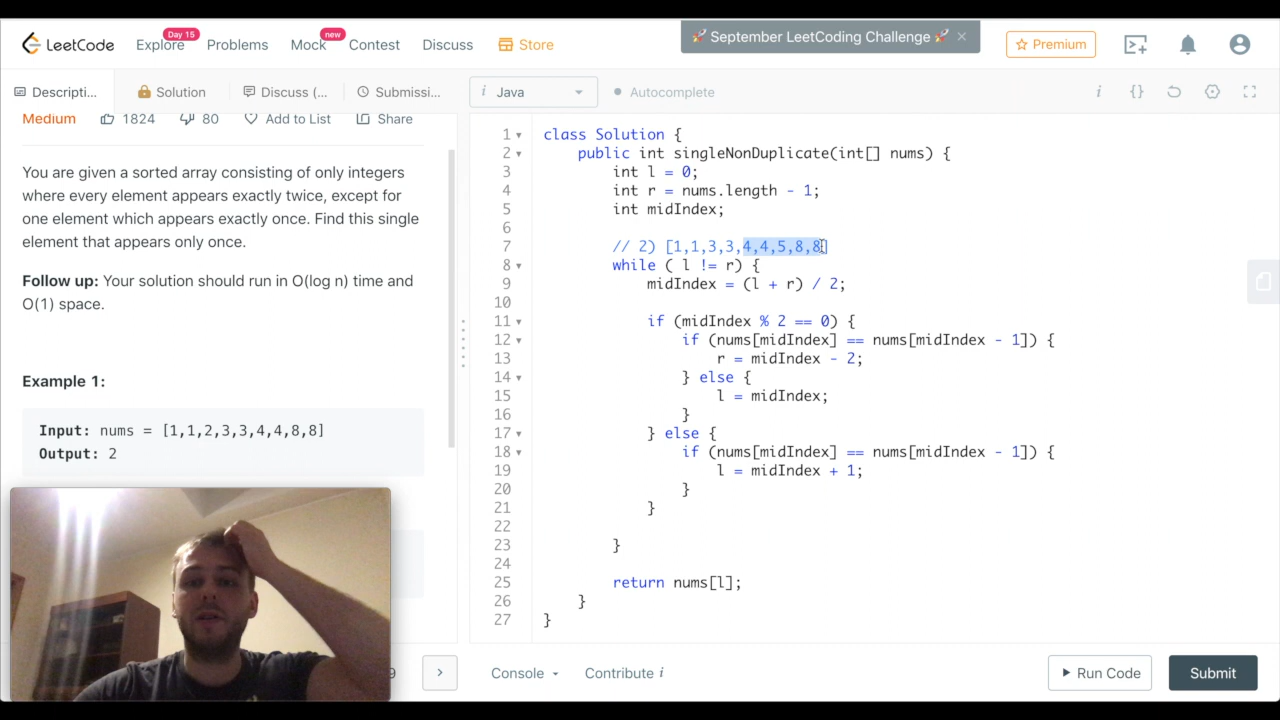 LeetCode
Explore
Day 15
Problems
Mock
new
Contest
Discuss
Store
🚀 September LeetCoding Challenge 🚀 ×
Premium
Descripti...
Solution
Discuss (...
Submissi...
i Java
Autocomplete
i {}
Medium 1824 80 Add to List Share
You are given a sorted array consisting of only integers
where every element appears exactly twice, except for
one element which appears exactly once. Find this single
element that appears only once.
Follow up: Your solution should run in O(log n) time and
O(1) space.
Example 1:
Input: nums = [1,1,2,3,3,4,4,8,8]
Output: 2
1 class Solution {
2 public int singleNonDuplicate(int[] nums) {
3 int l = 0;
4 int r = nums.length - 1;
5 int midIndex;
6
7 // 2) [1,1,3,3,4,4,5,8,8]
8 while ( l != r) {
9 midIndex = (l + r) / 2;
10
11 if (midIndex % 2 == 0) {
12 if (nums[midIndex] == nums[midIndex - 1]) {
13 r = midIndex - 2;
14 } else {
15 l = midIndex;
16 }
17 } else {
18 if (nums[midIndex] == nums[midIndex - 1]) {
19 l = midIndex + 1;
20 }
21 }
22
23 }
24
25 return nums[l];
26 }
27 }
9 >
Console
Contribute i
Run Code
Submit